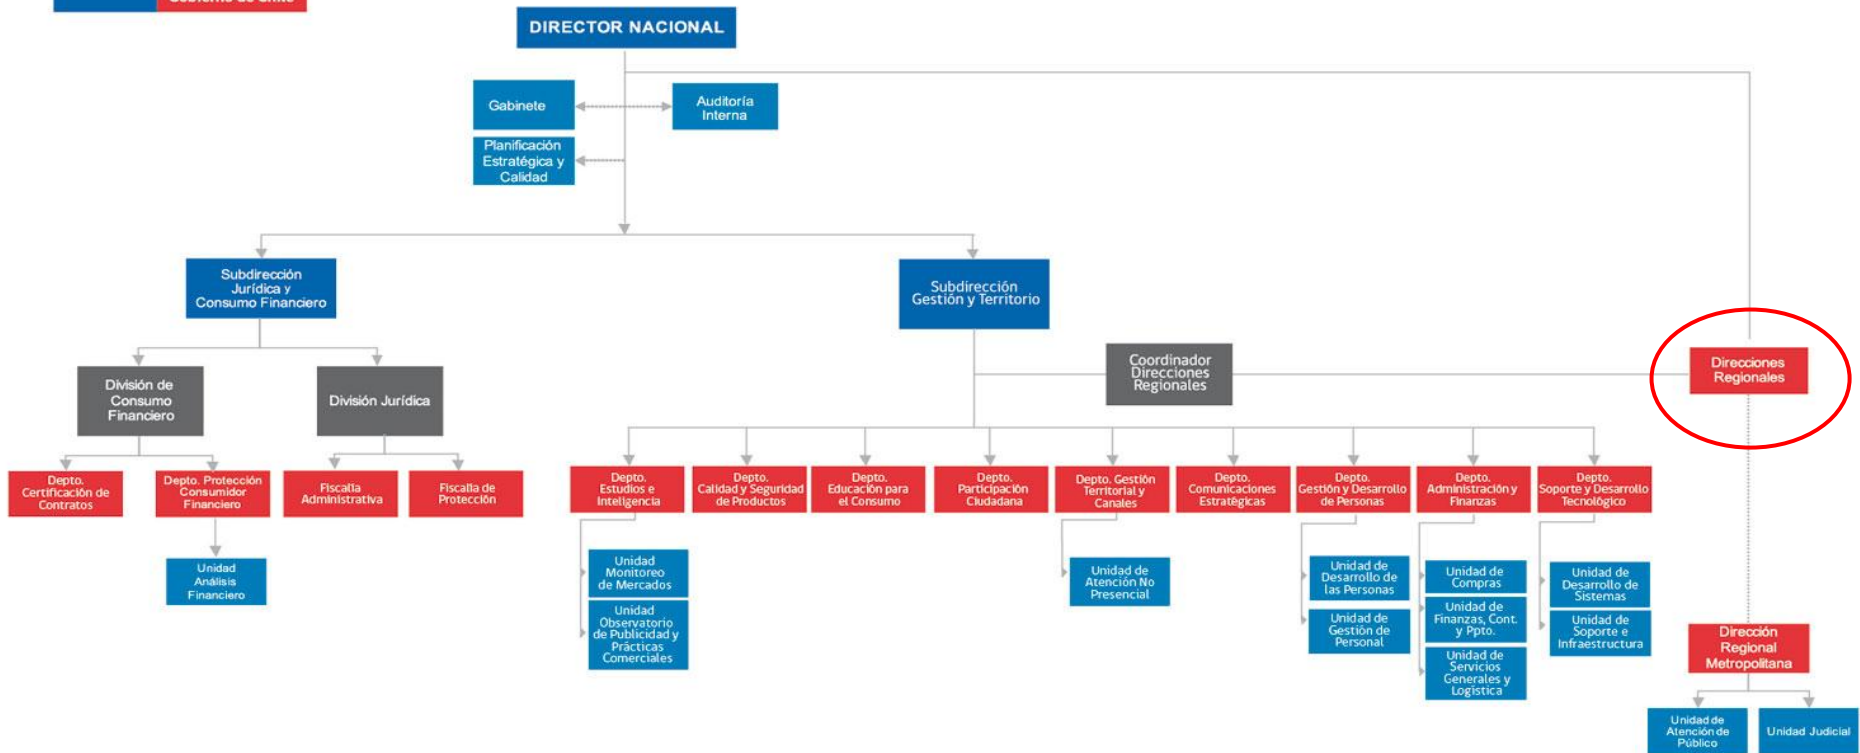 Gobierno de Chile
DIRECTOR NACIONAL
Gabinete
Auditoría
Interna
Planificación
Estratégica y
Calidad
Subdirección
Jurídica y
Consumo Financiero
Subdirección
Gestión y Territorio
División de
Consumo
Financiero
División Jurídica
Coordinador
Direcciones
Regionales
Direcciones
Regionales
Depto.
Certificación de
Contratos
Depto. Protección
Consumidor
Financiero
Fiscalía
Administrativa
Fiscalía de
Protección
Depto.
Estudios e
Inteligencia
Depto.
Calidad y Seguridad
de Productos
Depto.
Educación para
el Consumo
Depto.
Participación
Ciudadana
Depto. Gestión
Territorial y
Canales
Depto.
Comunicaciones
Estratégicas
Depto.
Gestión y Desarrollo
de Personas
Depto.
Administración y
Finanzas
Depto.
Soporte y Desarrollo
Tecnológico
Unidad
Análisis
Financiero
Unidad
Monitoreo
de Mercados
Unidad
Observatorio
de Publicidad y
Prácticas
Comerciales
Unidad de
Atención No
Presencial
Unidad de
Desarrollo de
las Personas
Unidad de
Gestión de
Personal
Unidad de
Compras
Unidad de
Finanzas, Cont.
y Ppto.
Unidad de
Servicios
Generales y
Logística
Unidad de
Desarrollo de
Sistemas
Unidad de
Soporte e
Infraestructura
Dirección
Regional
Metropolitana
Unidad de
Atención de
Público
Unidad Judicial